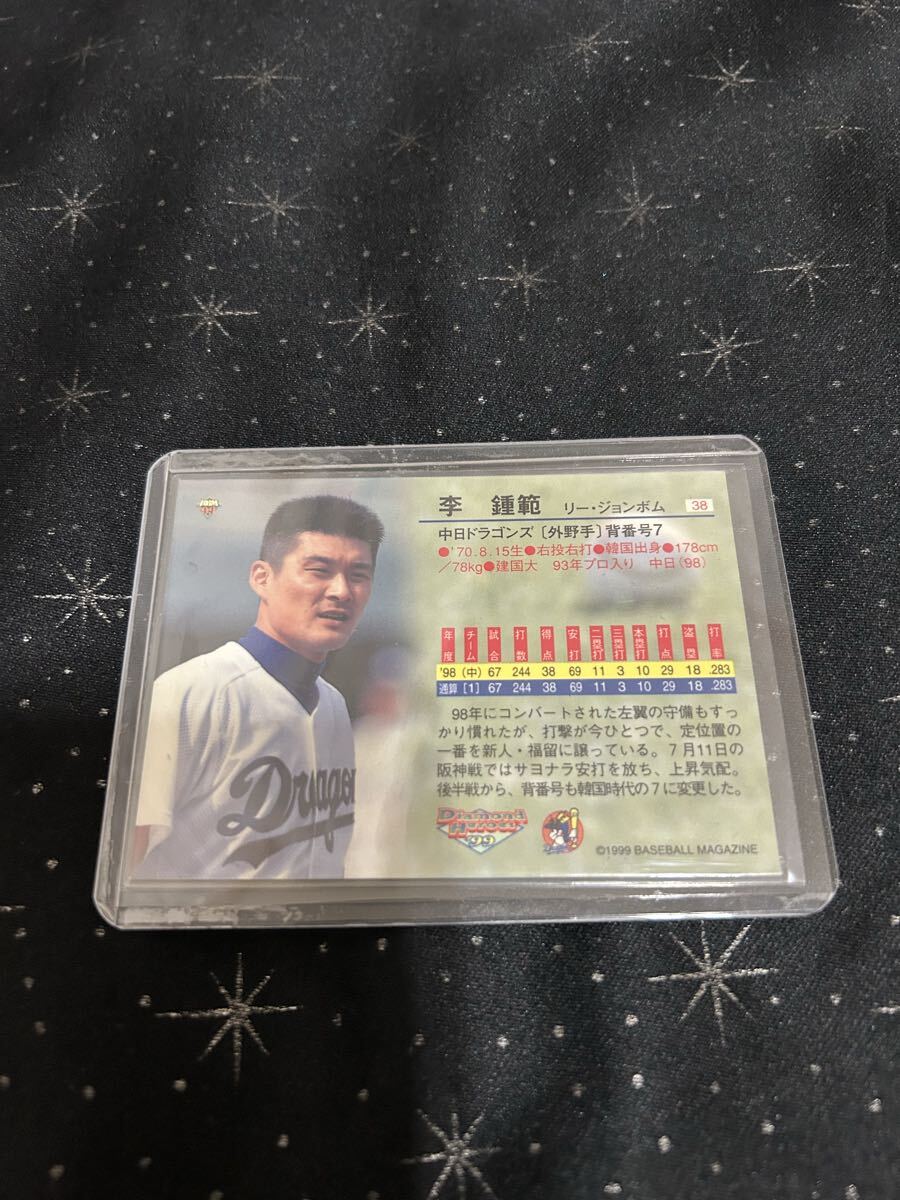 BBM
'99
李 鍾範 リー・ジョンボム 38
中日ドラゴンズ〔外野手〕背番号7
●'70.8.15生●右投右打●韓国出身●178cm
/78kg●建国大 93年プロ入り 中日('98)
年度 チーム 試合 打数 得点 安打 二塁打 三塁打 本塁打 打点 盗塁 打率
'98 (中) 67 244 38 69 11 3 10 29 18 .283
通算 [1] 67 244 38 69 11 3 10 29 18 .283
98年にコンバートされた左翼の守備もすっ
かり慣れたが、打撃が今ひとつで、定位置の
一番を新人・福留に譲っている。7月11日の
阪神戦ではサヨナラ安打を放ち、上昇気配。
後半戦から、背番号も韓国時代の7に変更した。
Dragons
Diamond
Heroes
'99
©1999 BASEBALL MAGAZINE